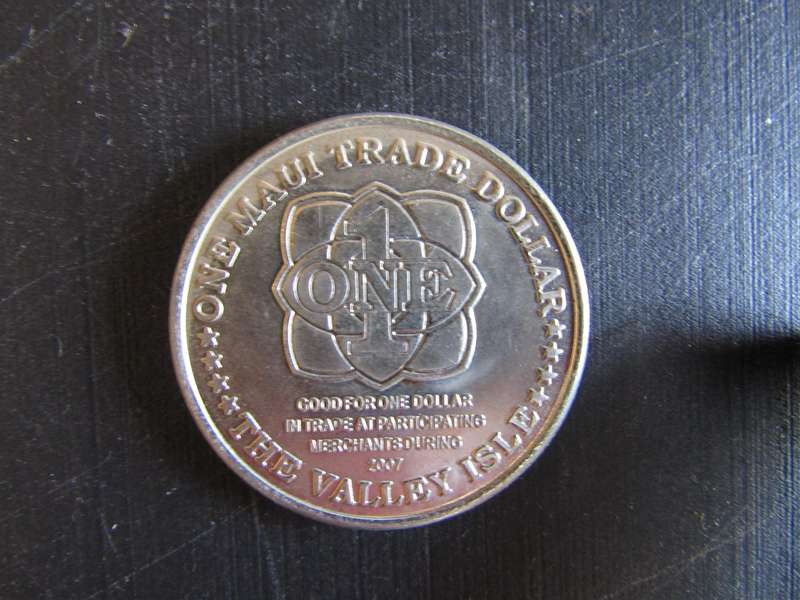 ONE MAUI TRADE DOLLAR
1
ONE
GOOD FOR ONE DOLLAR
IN TRADE AT PARTICIPATING
MERCHANTS DURING
2007
THE VALLEY ISLE